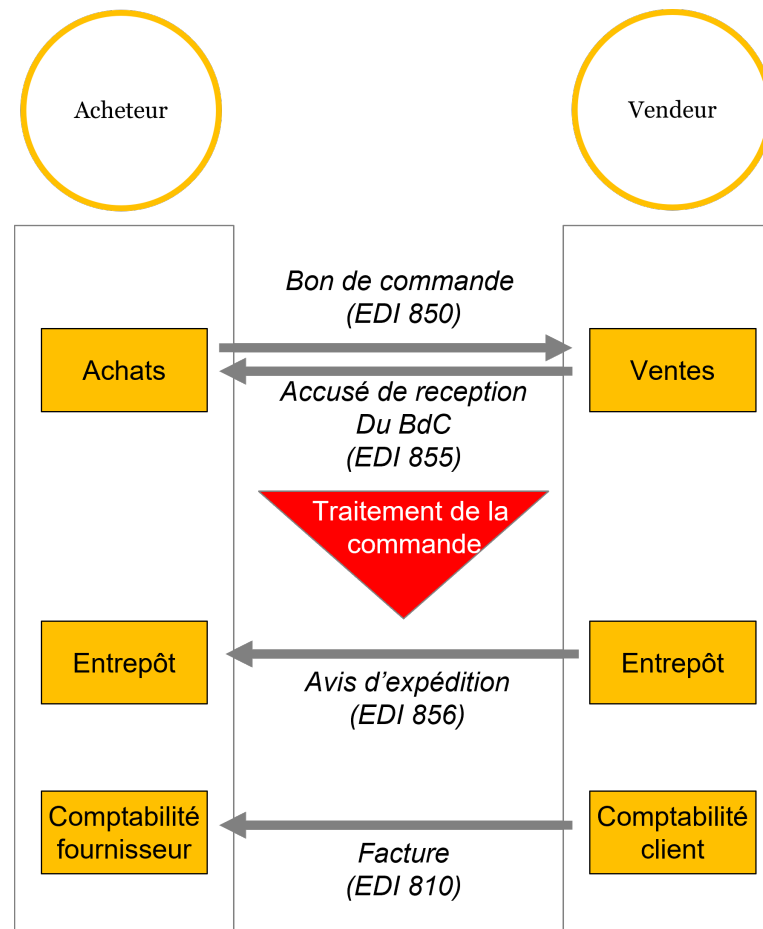 Acheteur
Vendeur
Bon de commande
(EDI 850)
Achats
Ventes
Accusé de reception
Du BdC
(EDI 855)
Traitement de la
commande
Entrepôt
Entrepôt
Avis d’expédition
(EDI 856)
Comptabilité
fournisseur
Comptabilité
client
Facture
(EDI 810)